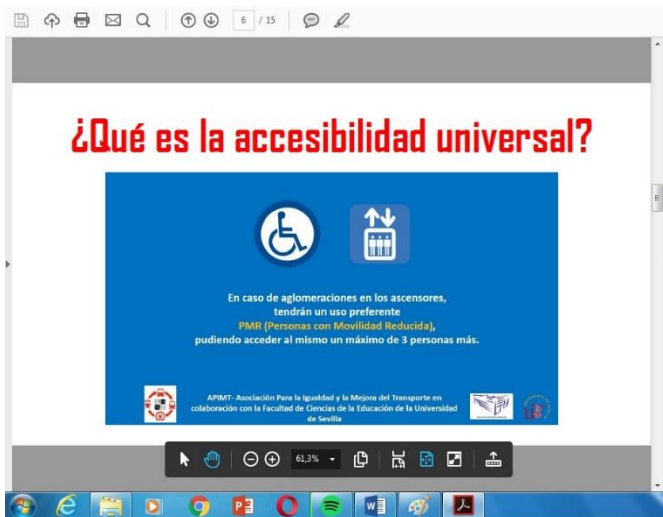 6 / 15
¿Qué es la accesibilidad universal?
En caso de aglomeraciones en los ascensores,
tendrán un uso preferente
PMR (Personas con Movilidad Reducida),
pudiendo acceder al mismo un máximo de 3 personas más.
APIMT- Asociación Para la Igualdad y la Mejora del Transporte en
colaboración con la Facultad de Ciencias de la Educación de la Universidad
de Sevilla
61,3%